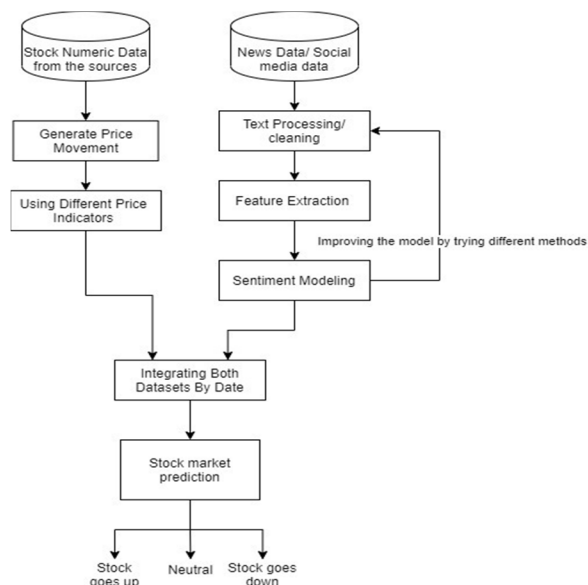 Stock Numeric Data
from the sources
News Data/ Social
media data
Generate Price
Movement
Text Processing/
cleaning
Using Different Price
Indicators
Feature Extraction
Improving the model by trying different methods
Sentiment Modeling
Integrating Both
Datasets By Date
Stock market
prediction
Stock
goes up
Neutral
Stock goes
down